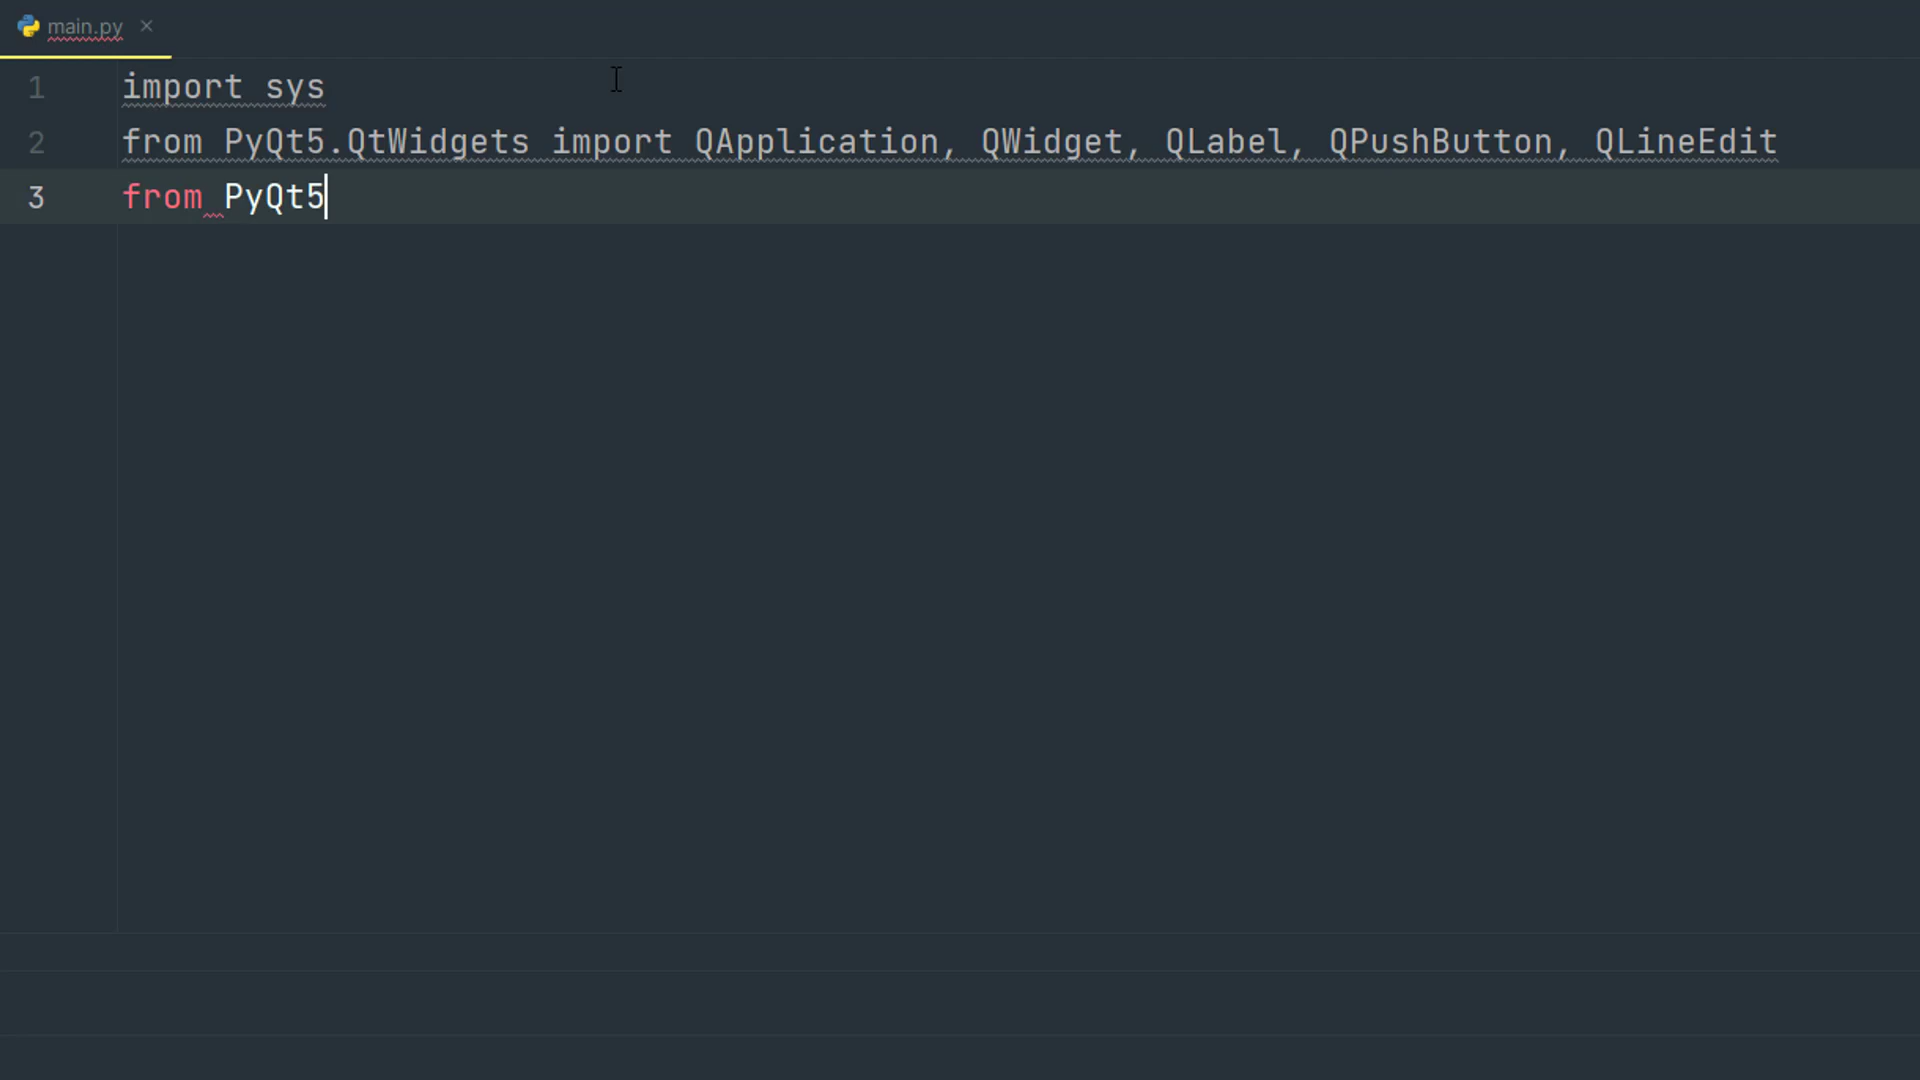 main.py
1 import sys
2 from PyQt5.QtWidgets import QApplication, QWidget, QLabel, QPushButton, QLineEdit
3 from PyQt5